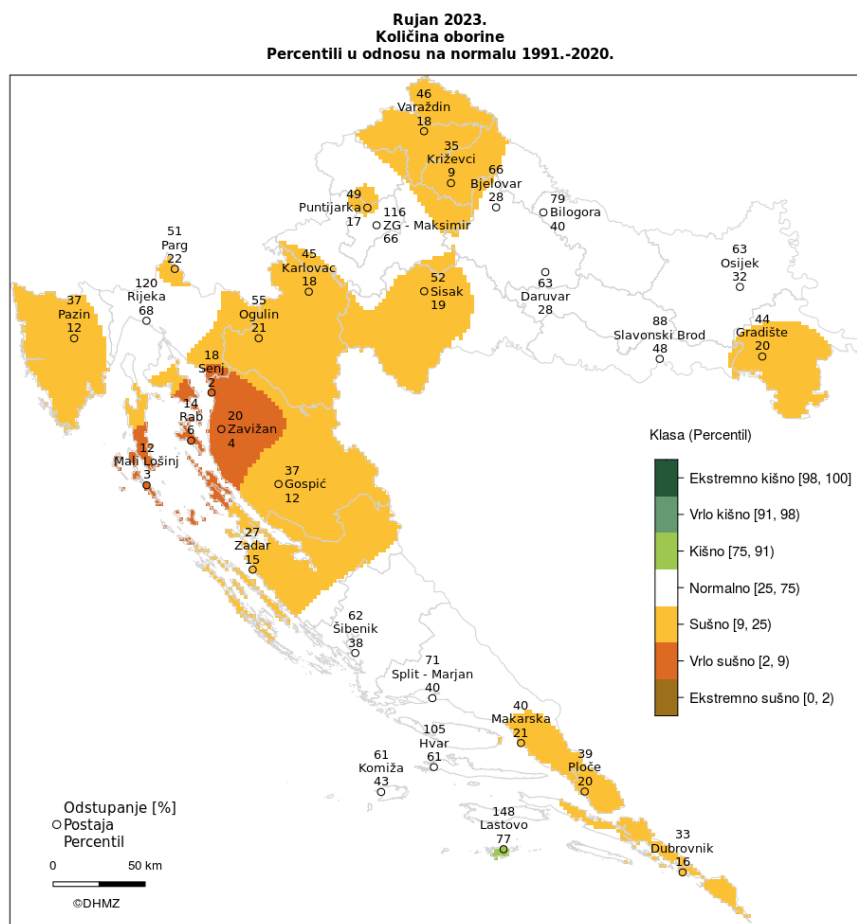 Rujan 2023.
Količina oborine
Percentili u odnosu na normalu 1991.-2020.
46
Varaždin
18
35
Križevci
9
66
Bjelovar
28
49
Puntijarka
17
116
ZG - Maksimir
66
79
Bilogora
40
51
Parg
22
45
Karlovac
18
63
Osijek
32
120
Rijeka
68
52
Sisak
19
63
Daruvar
28
37
Pazin
12
55
Ogulin
21
88
Slavonski Brod
48
44
Gradište
20
18
Senj
2
14
Rab
6
20
Zavižan
4
12
Mali Lošinj
3
37
Gospić
12
27
Zadar
15
Klasa (Percentil)
Ekstremno kišno [98, 100]
Vrlo kišno [91, 98)
Kišno [75, 91)
Normalno [25, 75)
Sušno [9, 25)
Vrlo sušno [2, 9)
Ekstremno sušno [0, 2)
62
Šibenik
38
71
Split - Marjan
40
40
Makarska
21
105
Hvar
61
61
Komiža
43
39
Ploče
20
148
Lastovo
77
33
Dubrovnik
16
Odstupanje [%]
Postaja
Percentil
0 50 km
©DHMZ